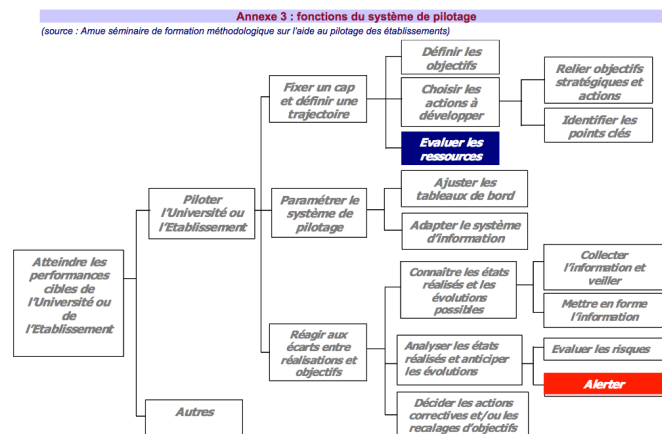 Annexe 3 : fonctions du système de pilotage
(source : Amue séminaire de formation méthodologique sur l'aide au pilotage des établissements)
Définir les
objectifs
Fixer un cap
et définir une
trajectoire
Choisir les
actions à
développer
Relier objectifs
stratégiques et
actions
Identifier les
points clés
Evaluer les
ressources
Piloter
l'Université ou
l'Etablissement
Paramétrer le
système de
pilotage
Ajuster les
tableaux de bord
Adapter le système
d'information
Atteindre les
performances
cibles de
l'Université ou
de
l'Etablissement
Connaître les états
réalisés et les
évolutions
possibles
Collecter
l'information et
veiller
Mettre en forme
l'information
Réagir aux
écarts entre
réalisations et
objectifs
Analyser les états
réalisés et anticiper
les évolutions
Evaluer les risques
Alerter
Autres
Décider les actions
correctives et/ou les
recalages d'objectifs